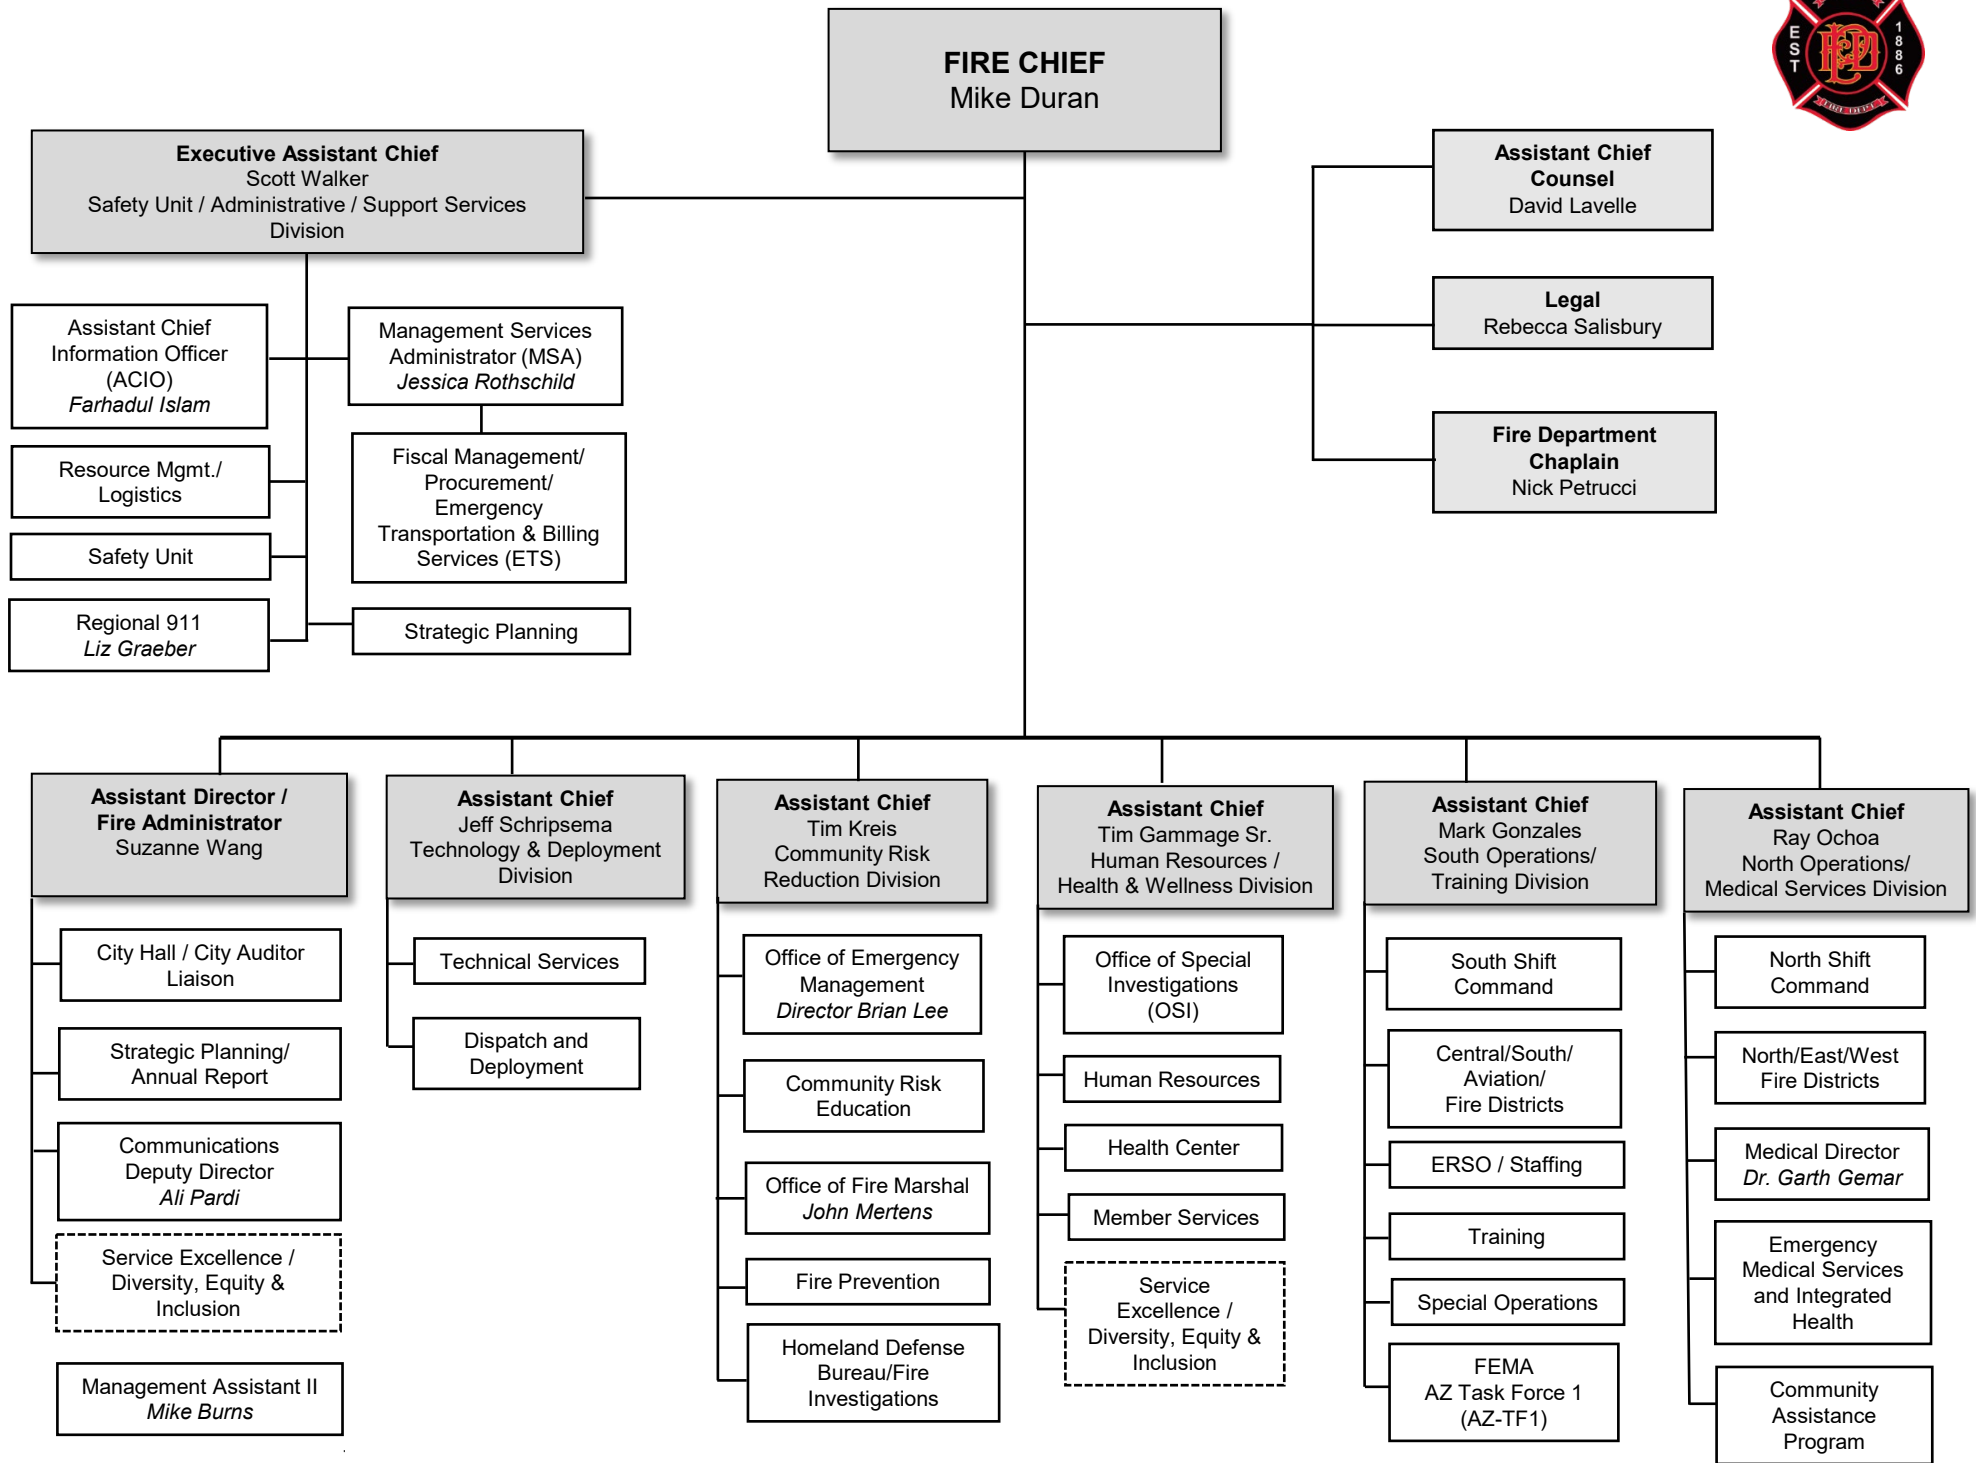 FIRE CHIEF
Mike Duran
EST
1886
FIRE DEPT
Executive Assistant Chief
Scott Walker
Safety Unit / Administrative / Support Services
Division
Assistant Chief
Counsel
David Lavelle
Legal
Rebecca Salisbury
Fire Department
Chaplain
Nick Petrucci
Assistant Chief
Information Officer
(ACIO)
Farhadul Islam
Resource Mgmt./
Logistics
Safety Unit
Regional 911
Liz Graeber
Management Services
Administrator (MSA)
Jessica Rothschild
Fiscal Management/
Procurement/
Emergency
Transportation & Billing
Services (ETS)
Strategic Planning
Assistant Director /
Fire Administrator
Suzanne Wang
City Hall / City Auditor
Liaison
Strategic Planning/
Annual Report
Communications
Deputy Director
Ali Pardi
Service Excellence /
Diversity, Equity &
Inclusion
Management Assistant II
Mike Burns
Assistant Chief
Jeff Schripsema
Technology & Deployment
Division
Technical Services
Dispatch and
Deployment
Assistant Chief
Tim Kreis
Community Risk
Reduction Division
Office of Emergency
Management
Director Brian Lee
Community Risk
Education
Office of Fire Marshal
John Mertens
Fire Prevention
Homeland Defense
Bureau/Fire
Investigations
Assistant Chief
Tim Gammage Sr.
Human Resources /
Health & Wellness Division
Office of Special
Investigations
(OSI)
Human Resources
Health Center
Member Services
Service
Excellence /
Diversity, Equity &
Inclusion
Assistant Chief
Mark Gonzales
South Operations/
Training Division
South Shift
Command
Central/South/
Aviation/
Fire Districts
ERSO / Staffing
Training
Special Operations
FEMA
AZ Task Force 1
(AZ-TF1)
Assistant Chief
Ray Ochoa
North Operations/
Medical Services Division
North Shift
Command
North/East/West
Fire Districts
Medical Director
Dr. Garth Gemar
Emergency
Medical Services
and Integrated
Health
Community
Assistance
Program